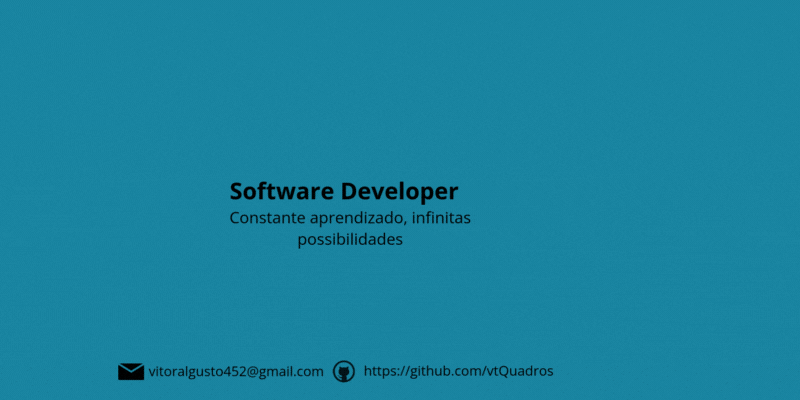 Software Developer
Constante aprendizado, infinitas
possibilidades
vitoralgusto452@gmail.com https://github.com/vtQuadros